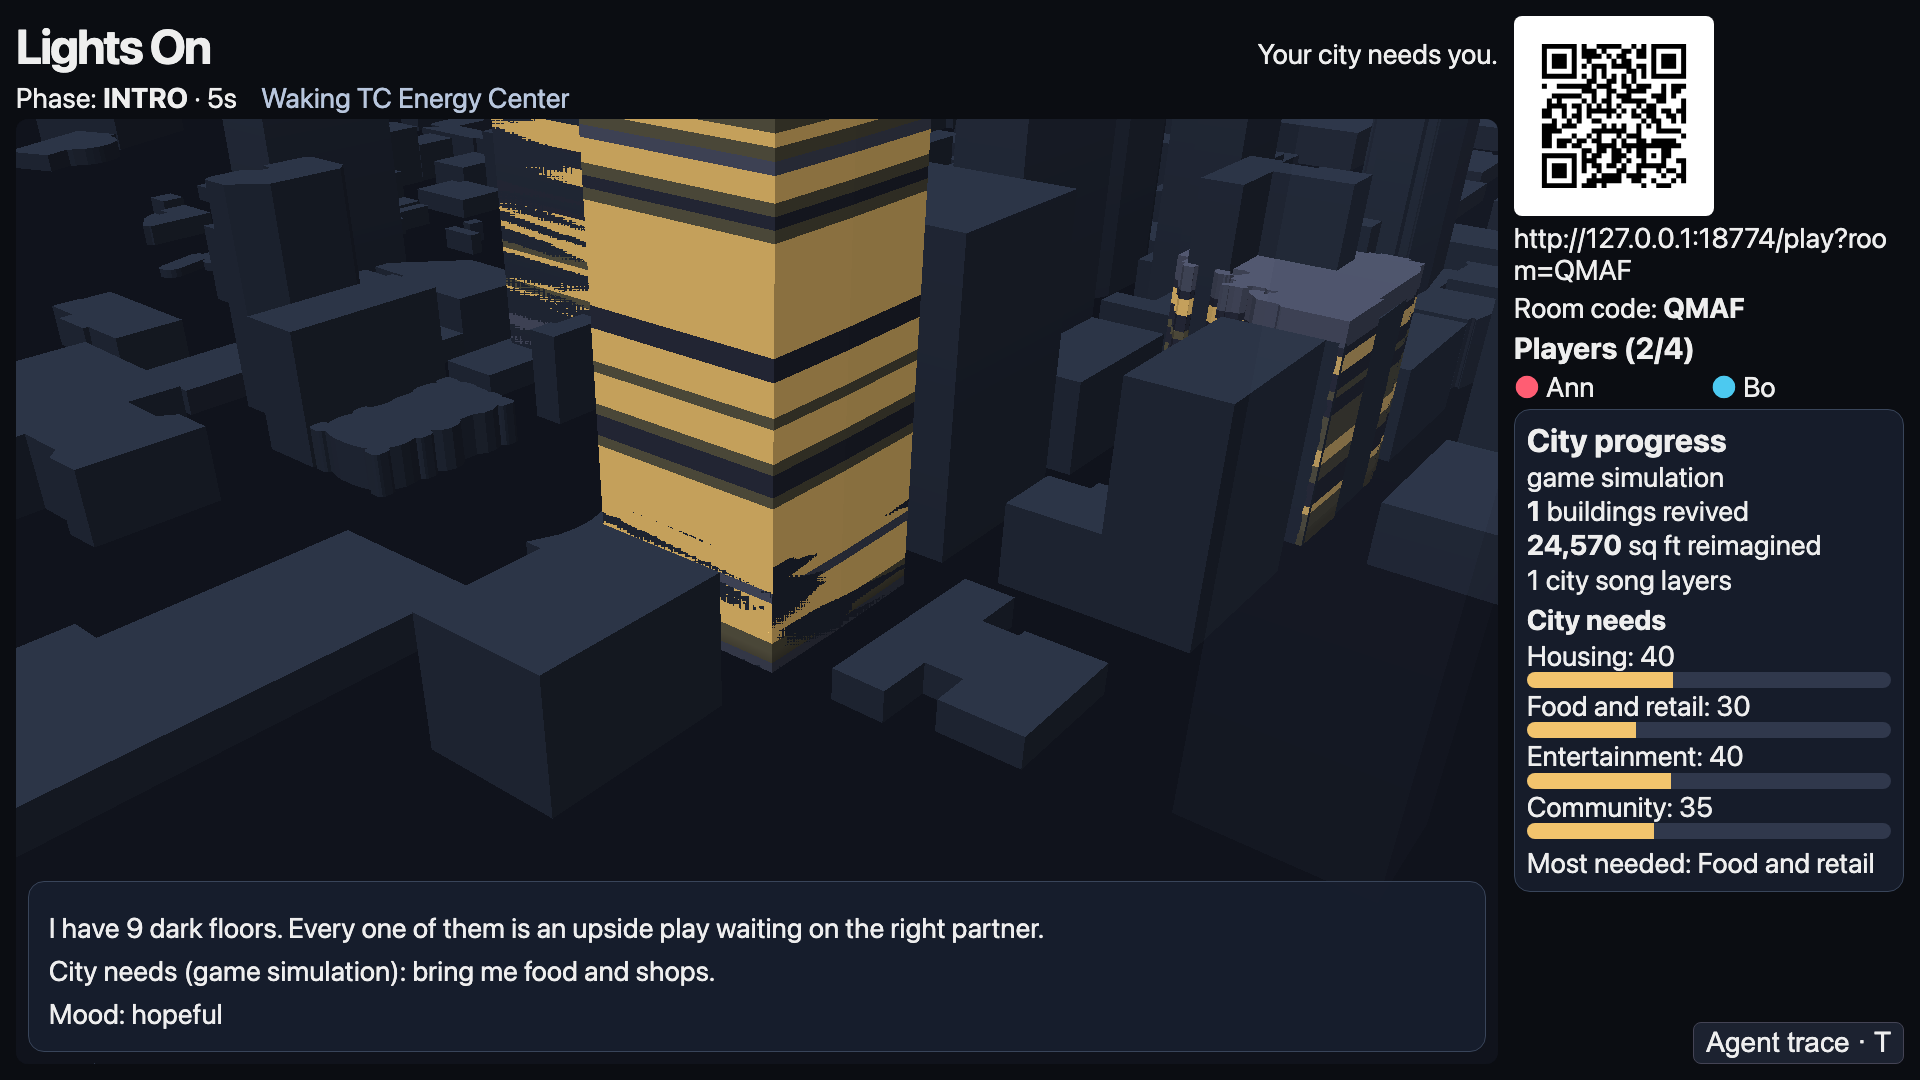 Lights On
Your city needs you.
Phase: INTRO · 5s Waking TC Energy Center
http://127.0.0.1:18774/play?roo
m=QMAF
Room code: QMAF
Players (2/4)
Ann
Bo
City progress
game simulation
1 buildings revived
24,570 sq ft reimagined
1 city song layers
City needs
Housing: 40
Food and retail: 30
Entertainment: 40
Community: 35
Most needed: Food and retail
I have 9 dark floors. Every one of them is an upside play waiting on the right partner.
City needs (game simulation): bring me food and shops.
Mood: hopeful
Agent trace · T